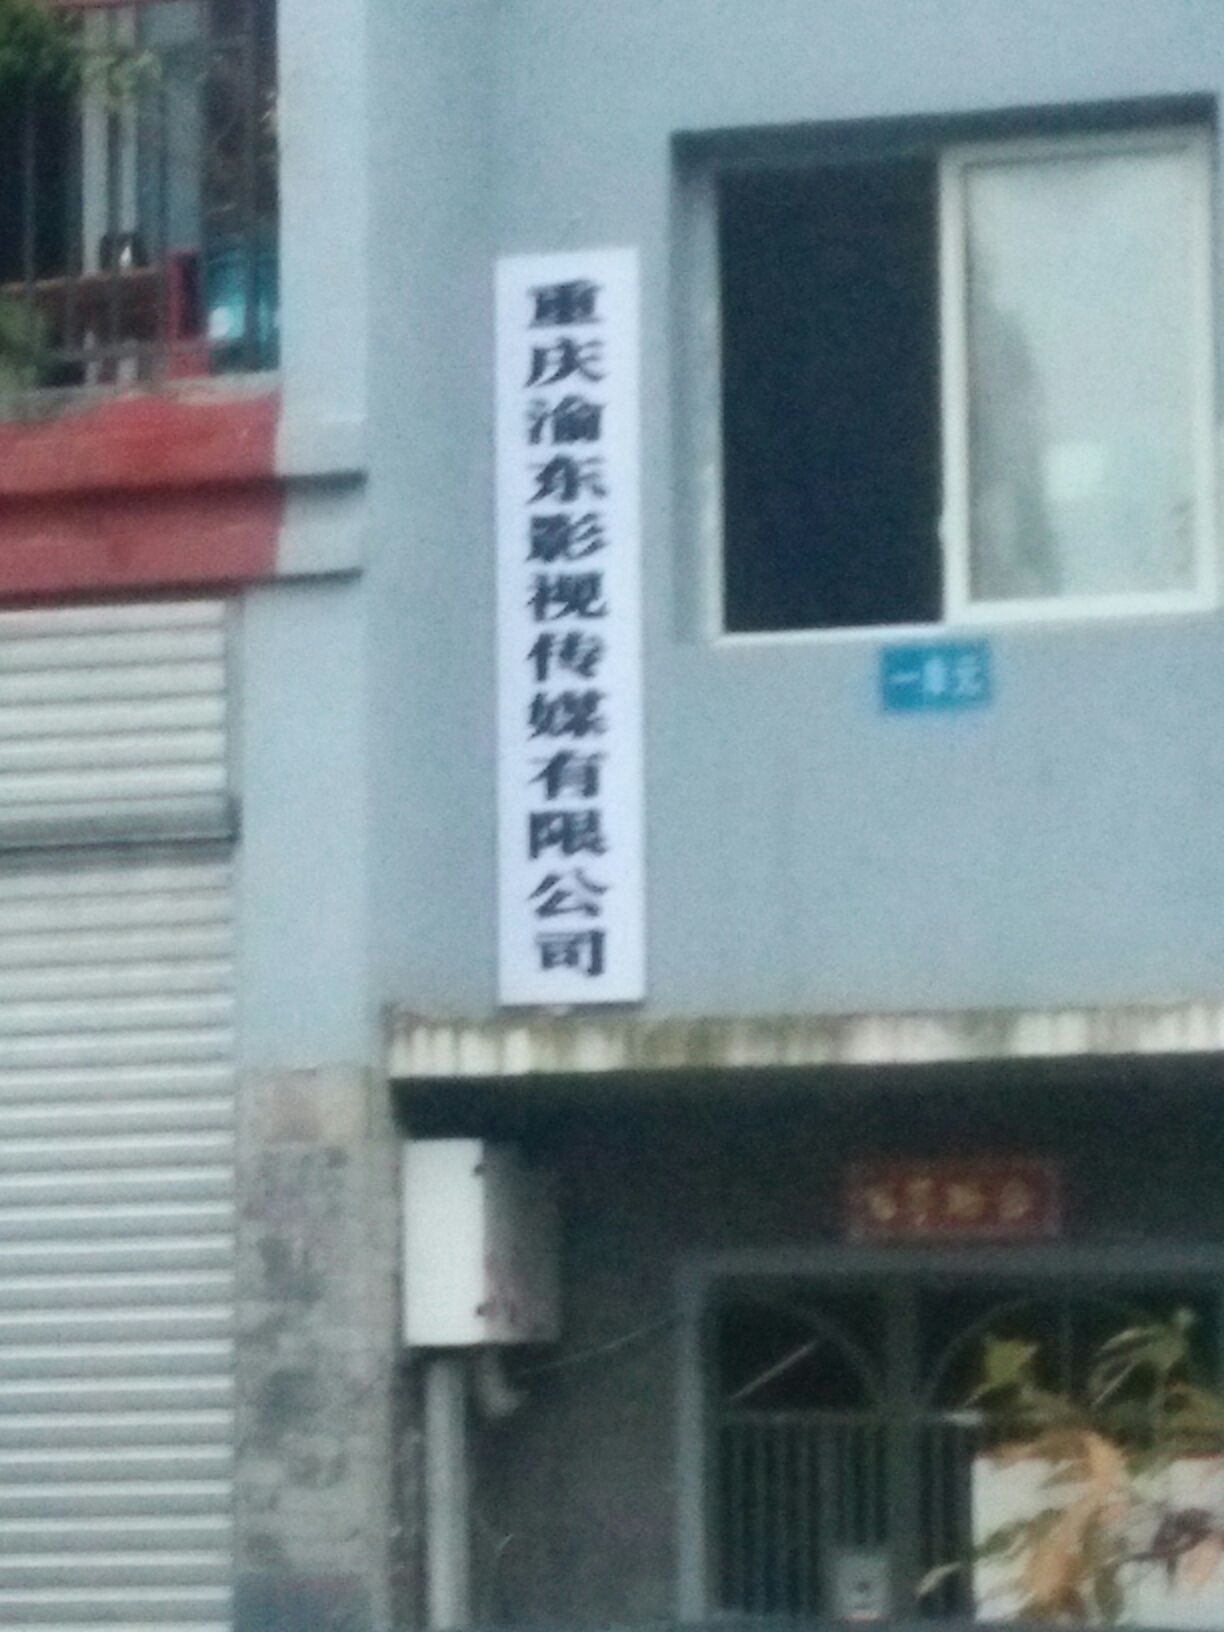 重庆渝东影视传媒有限公司
一单元